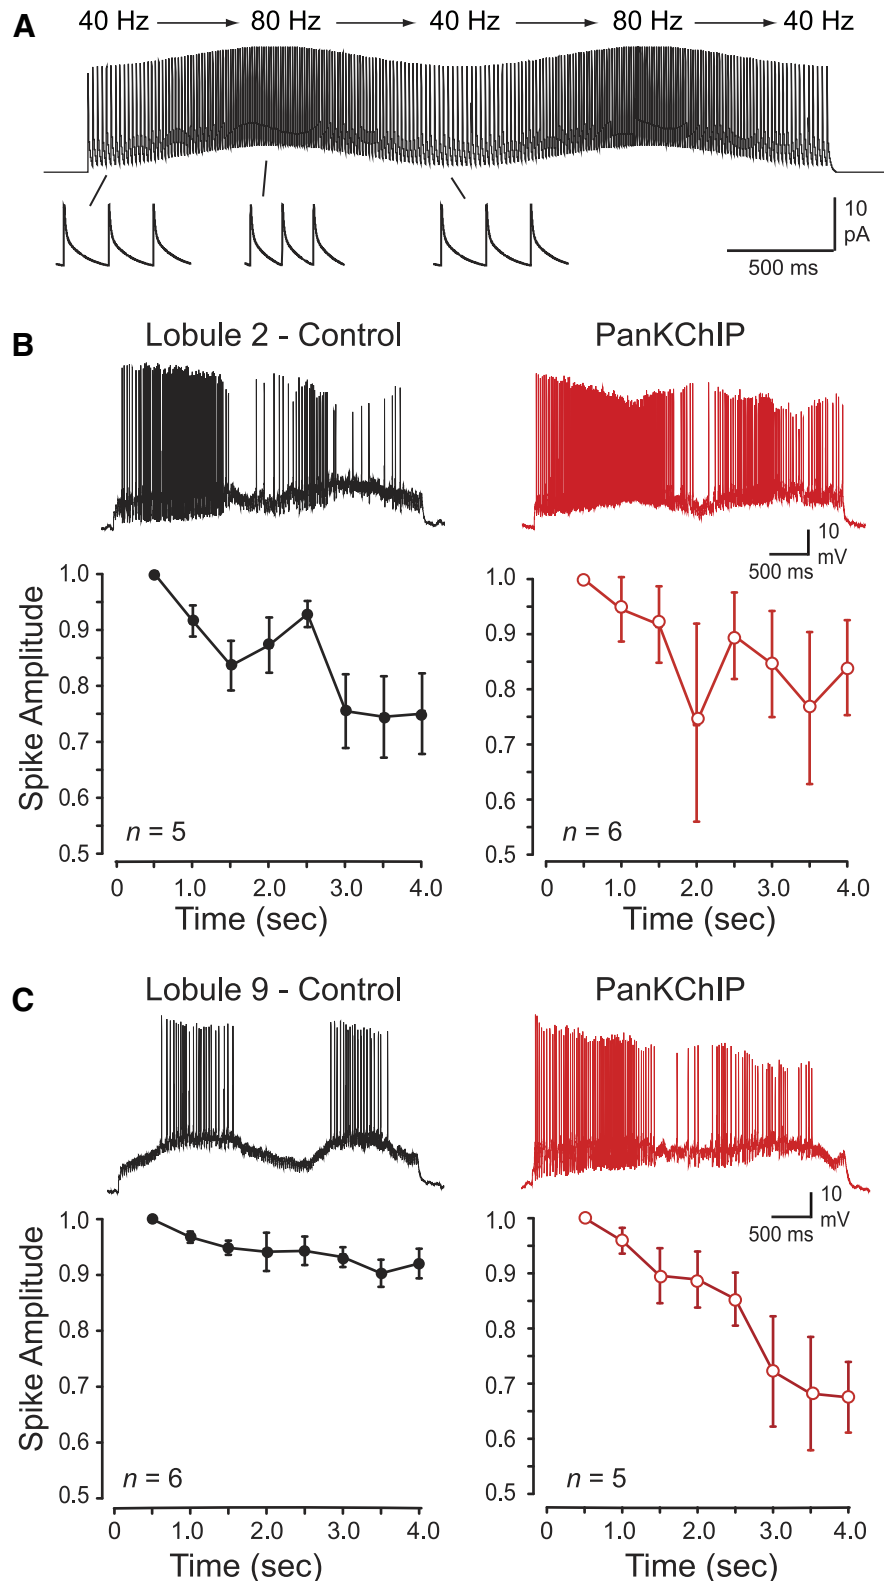 A
40 Hz → 80 Hz → 40 Hz → 80 Hz → 40 Hz
10
pA
500 ms
B
Lobule 2 - Control
PanKChIP
10
mV
500 ms
Spike Amplitude
1.0
0.9
0.8
0.7
0.6
0.5
n = 5
0 1.0 2.0 3.0 4.0
Time (sec)
1.0
0.9
0.8
0.7
0.6
0.5
n = 6
0 1.0 2.0 3.0 4.0
Time (sec)
C
Lobule 9 - Control
PanKChIP
10
mV
500 ms
Spike Amplitude
1.0
0.9
0.8
0.7
0.6
0.5
n = 6
0 1.0 2.0 3.0 4.0
Time (sec)
1.0
0.9
0.8
0.7
0.6
0.5
n = 5
0 1.0 2.0 3.0 4.0
Time (sec)